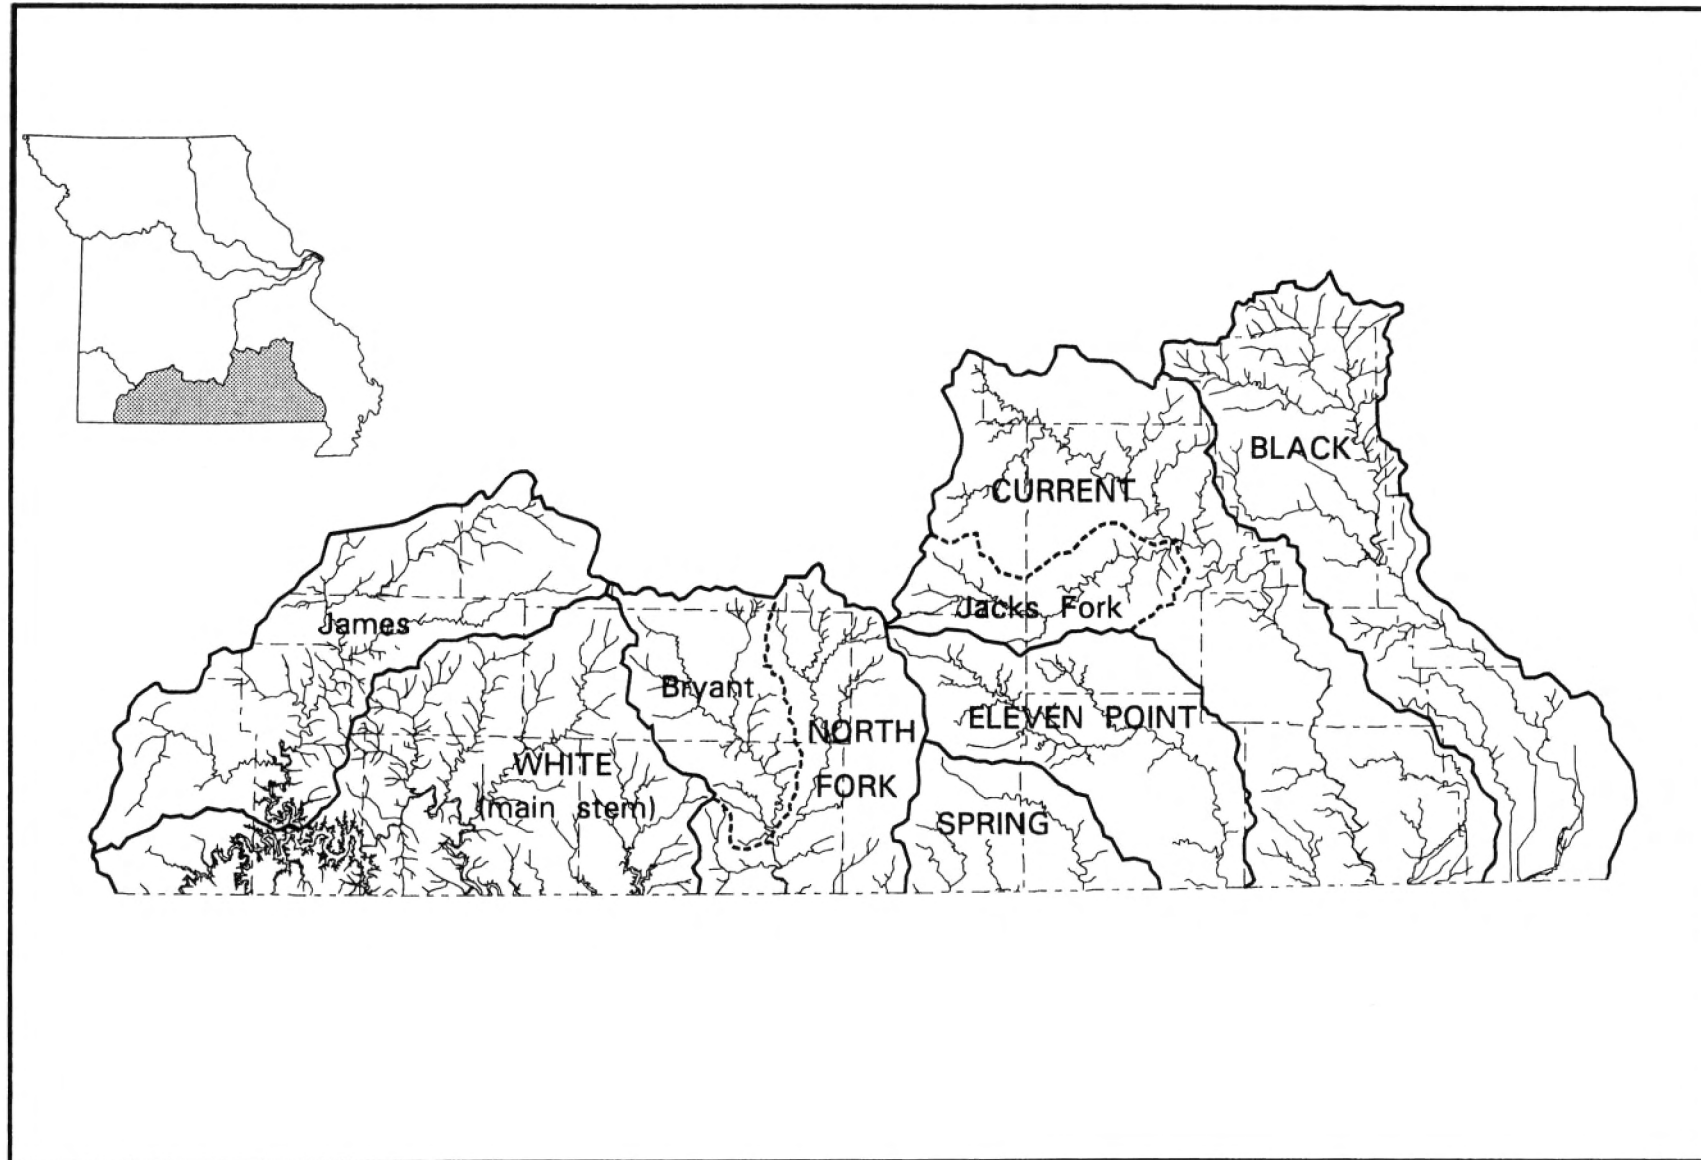 BLACK
CURRENT
Jacks Fork
James
Bryant
ELEVEN POINT
NORTH
FORK
WHITE
(main stem)
SPRING